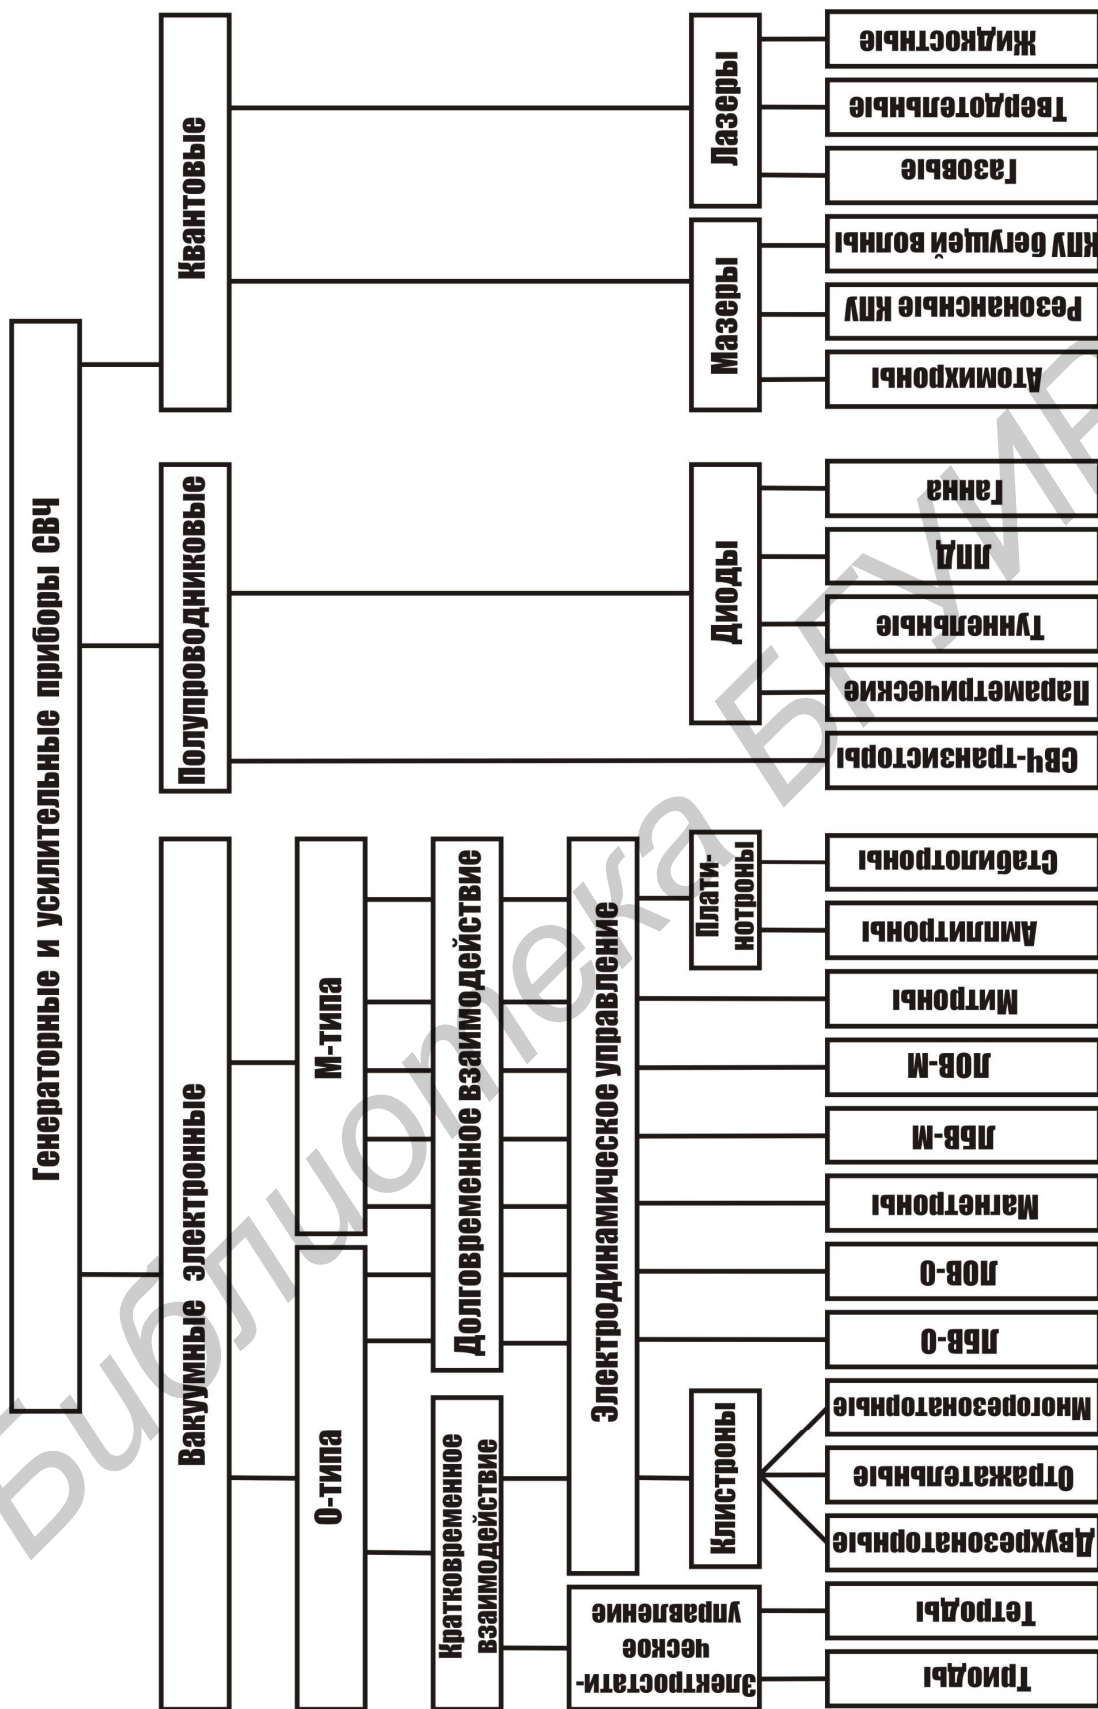 Генераторные и усилительные приборы СВЧ
Вакуумные электронные
Полупроводниковые
Квантовые
О-типа
М-типа
Кратковременное
взаимодействие
Долговременное взаимодействие
Электростати-
ческое
управление
Электродинамическое управление
Клистроны
Плати-
нотроны
Диоды
Мазеры
Лазеры
Триоды
Тетроды
Двухрезонаторные
Отражательные
Многорезонаторные
ЛБВ-О
ЛОВ-О
Магнетроны
ЛБВ-М
ЛОВ-М
Митроны
Амплитроны
Стабилотроны
СВЧ-транзисторы
Параметрические
Туннельные
ЛПД
Ганна
Атомихроны
Резонансные КПУ
КПУ бегущей волны
Газовые
Твердотельные
Жидкостные
Библиотека БГУИР